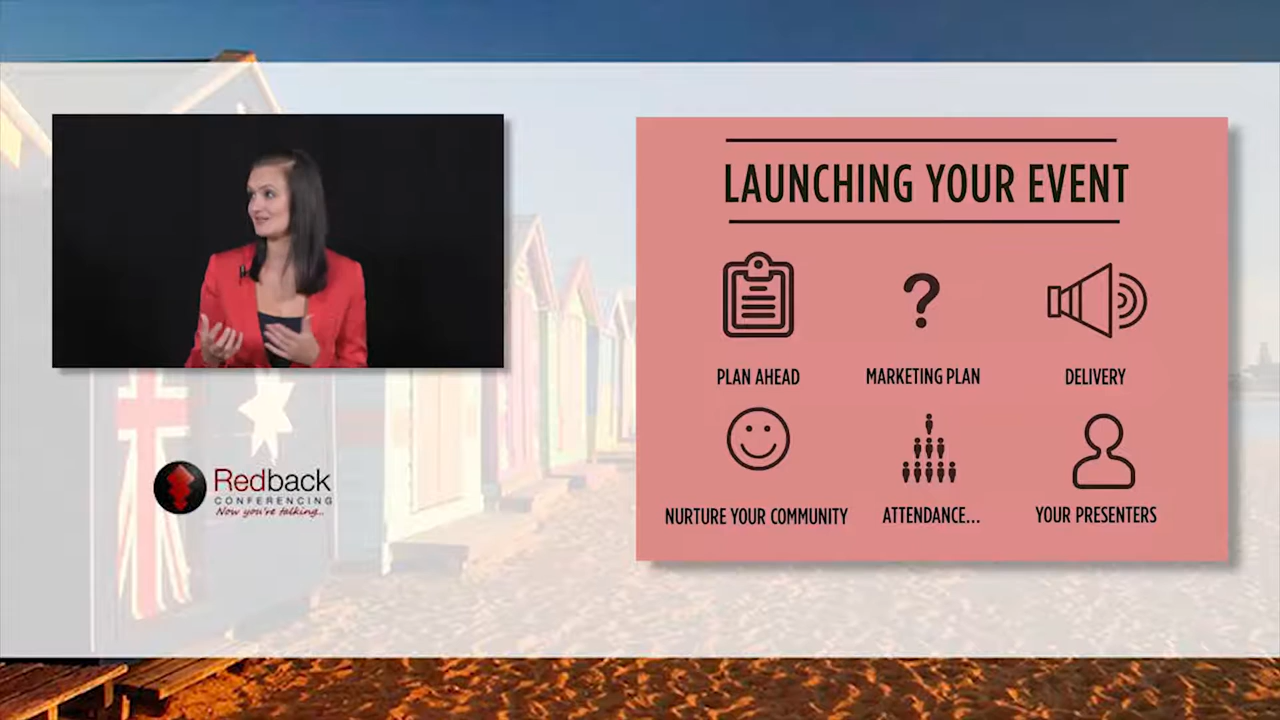 LAUNCHING YOUR EVENT
PLAN AHEAD
MARKETING PLAN
DELIVERY
NURTURE YOUR COMMUNITY
ATTENDANCE...
YOUR PRESENTERS
Redback
CONFERENCING
Now you're talking..